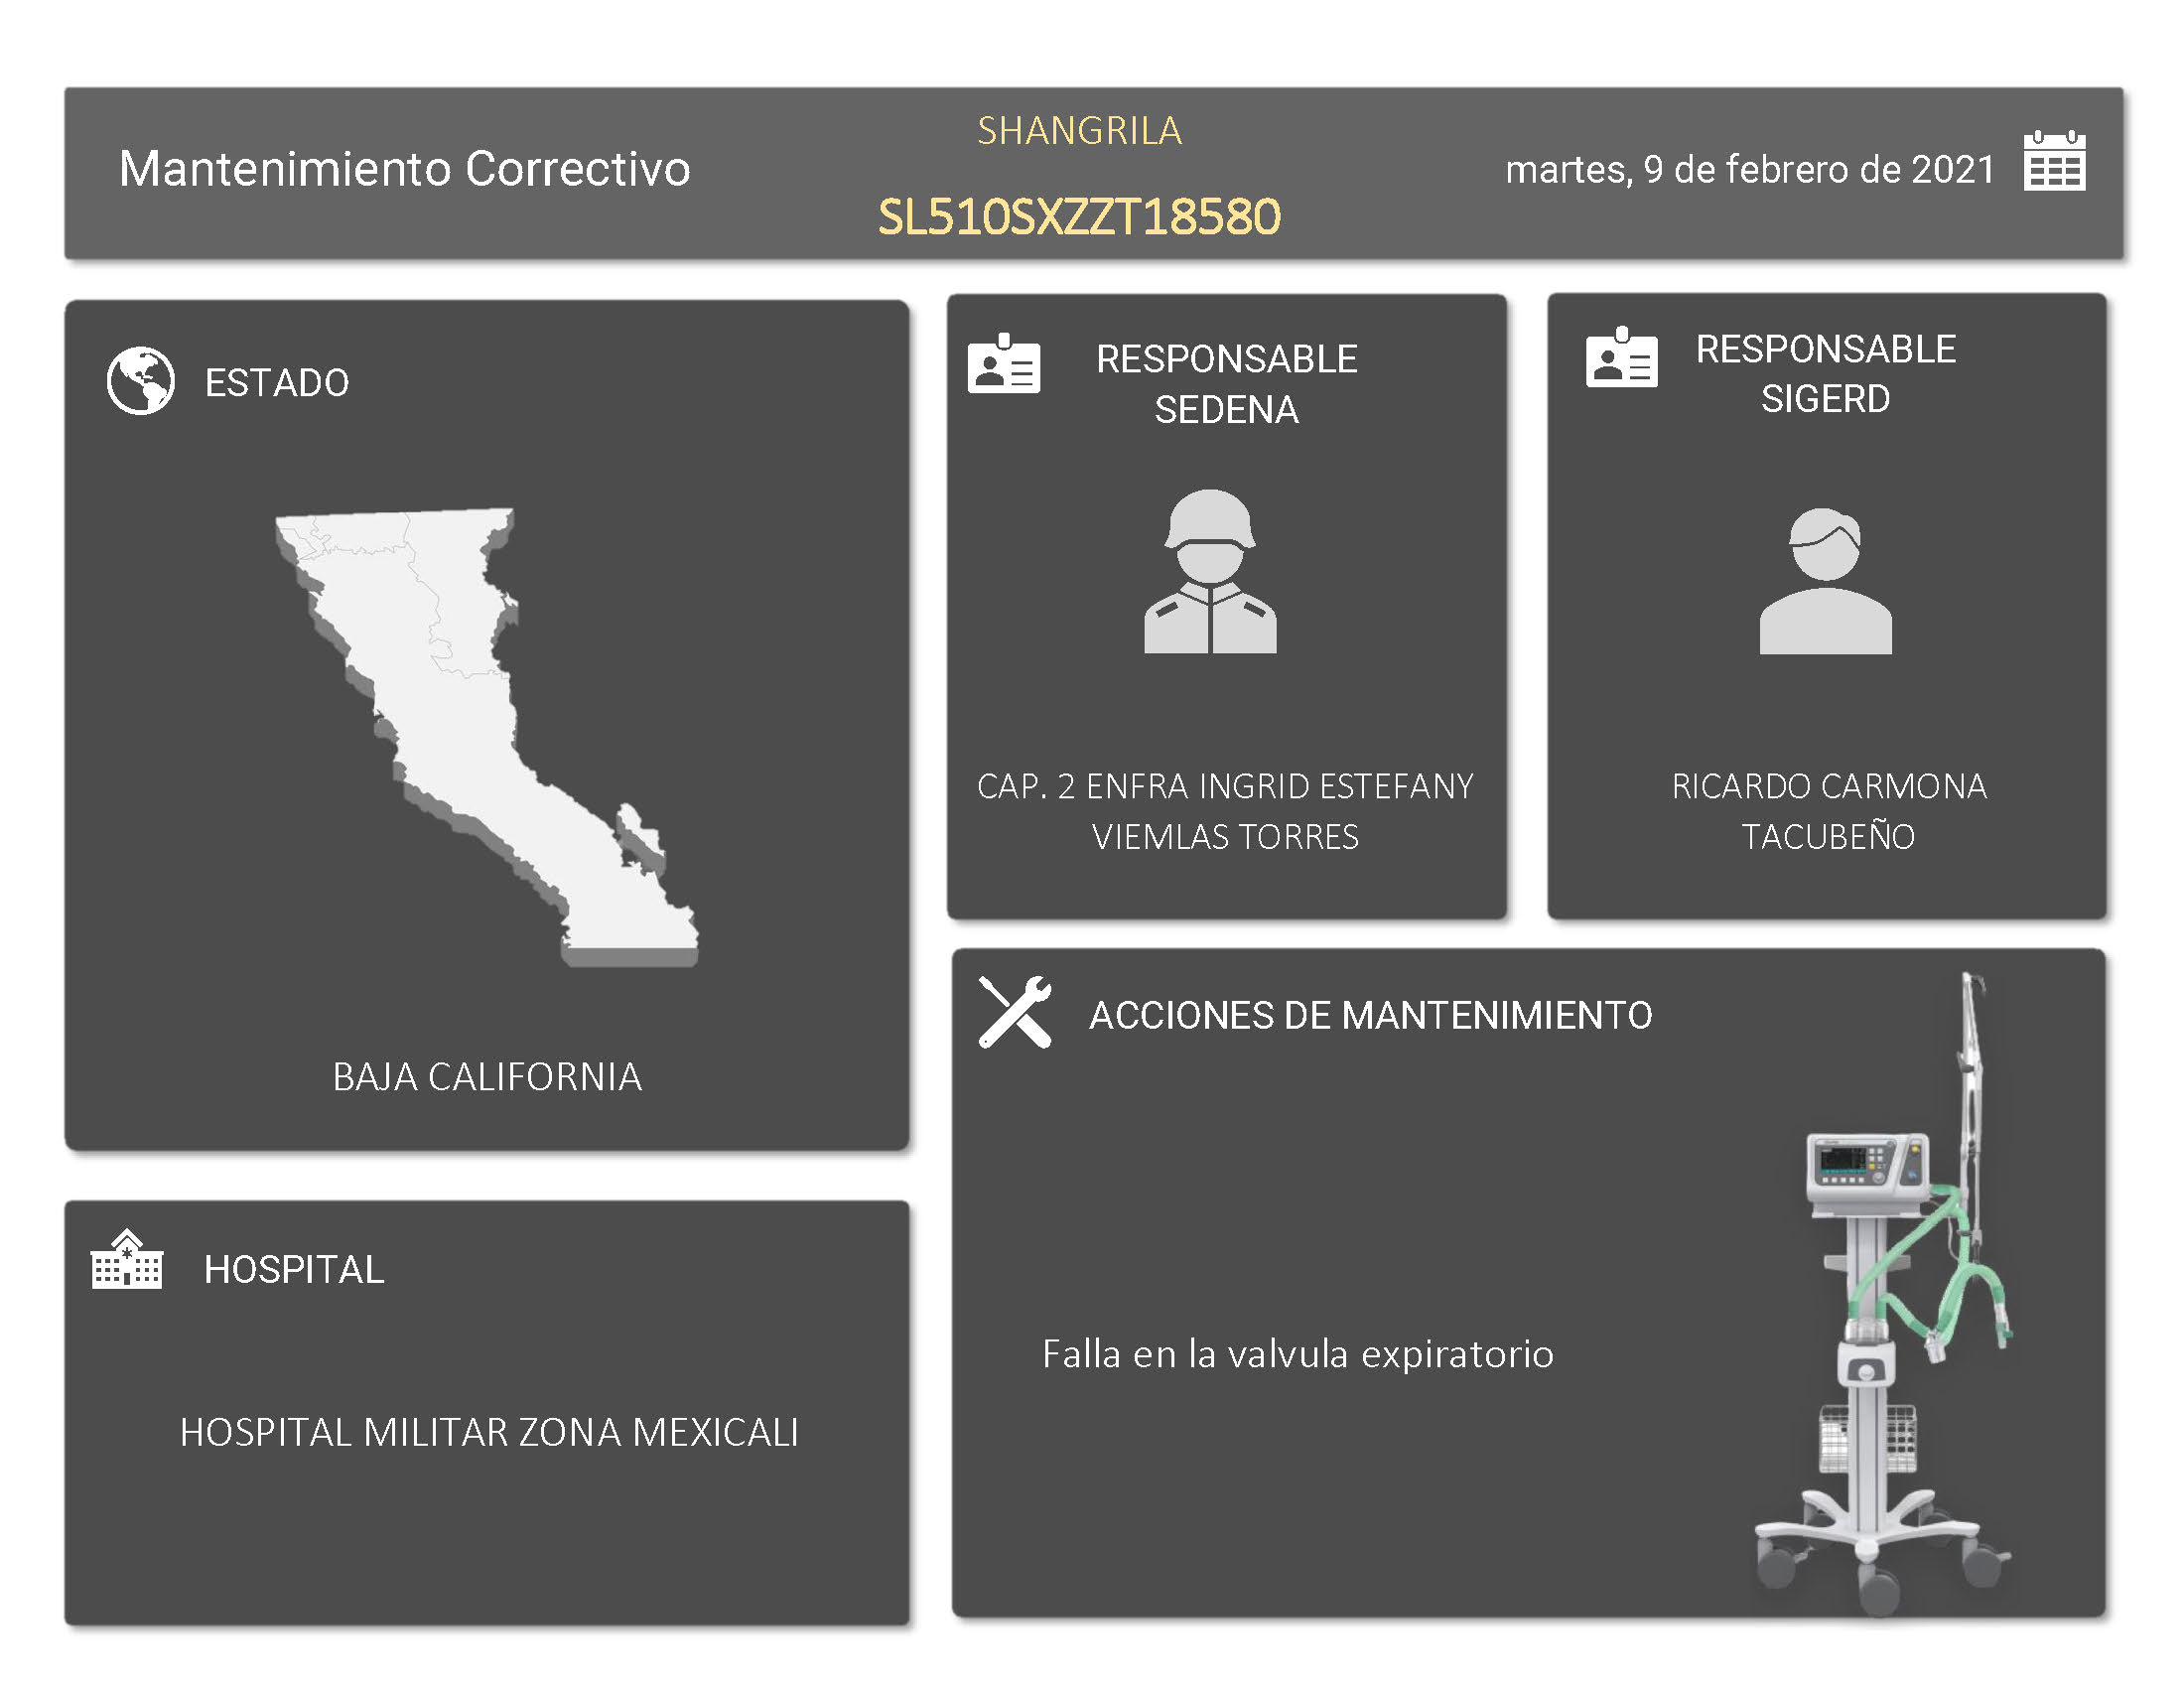 Mantenimiento Correctivo
SHANGRILA
SL510SXZZT18580
martes, 9 de febrero de 2021
ESTADO
BAJA CALIFORNIA
RESPONSABLE
SEDENA
CAP. 2 ENFRA INGRID ESTEFANY
VIEMLAS TORRES
RESPONSABLE
SIGERD
RICARDO CARMONA
TACUBEÑO
HOSPITAL
HOSPITAL MILITAR ZONA MEXICALI
ACCIONES DE MANTENIMIENTO
Falla en la valvula expiratorio